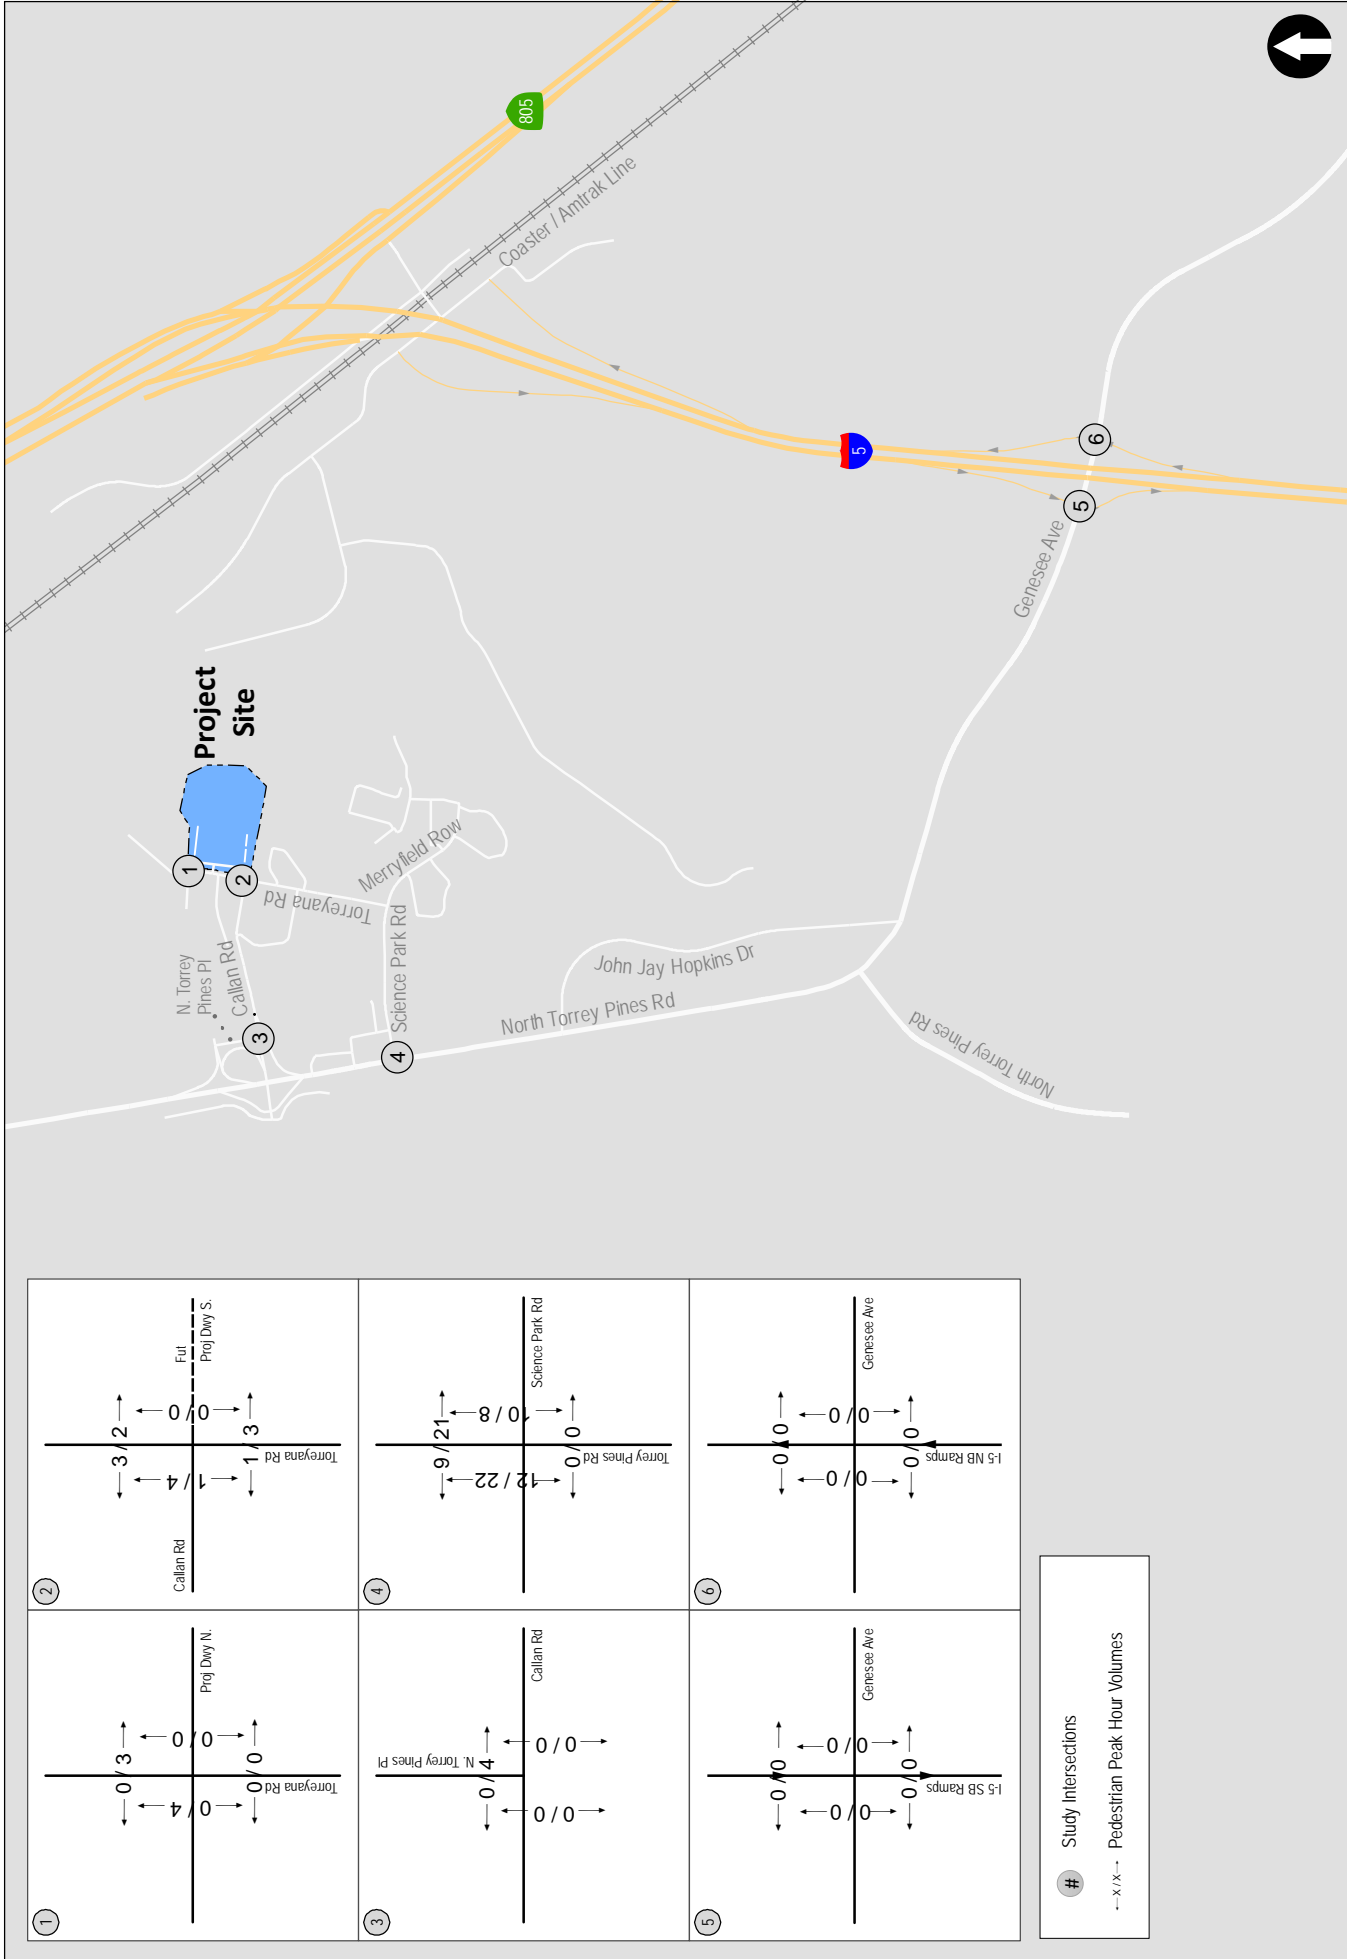 805
Coaster / Amtrak Line
5
Project
Site
1
2
3
4
5
6
N. Torrey
Pines Pl
Callan Rd
Torreyana Rd
Merryfield Row
Science Park Rd
John Jay Hopkins Dr
North Torrey Pines Rd
North Torrey Pines Rd
Genesee Ave
1
0 / 3
0 / 4
0 / 0
0 / 0
Proj Dwy N.
Torreyana Rd
2
3 / 2
1 / 4
0 / 0
1 / 3
Callan Rd
Fut
Proj Dwy S.
Torreyana Rd
3
N. Torrey Pines Pl
0 / 4
0 / 0
0 / 0
Callan Rd
4
9 / 21
12 / 22
10 / 8
0 / 0
Science Park Rd
Torrey Pines Rd
5
0 / 0
0 / 0
0 / 0
0 / 0
Genesee Ave
I-5 SB Ramps
6
0 / 0
0 / 0
0 / 0
0 / 0
Genesee Ave
I-5 NB Ramps
# Study Intersections
x / x Pedestrian Peak Hour Volumes